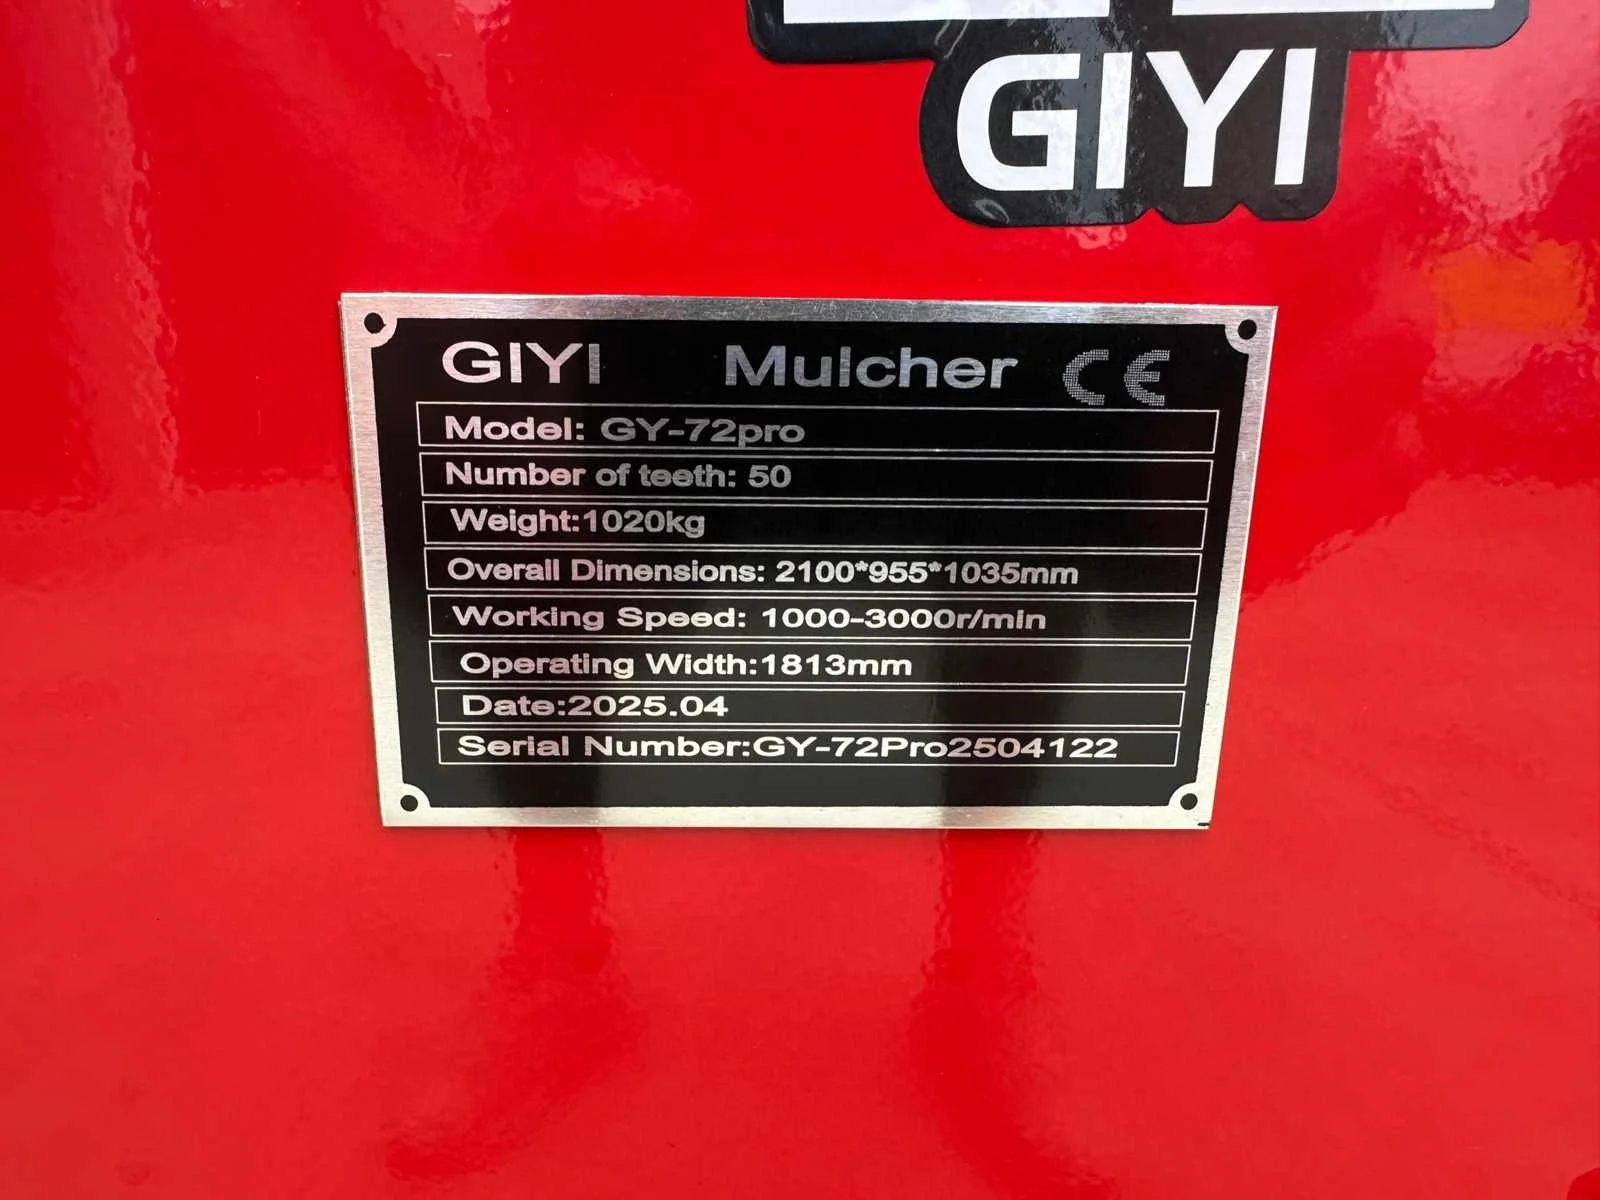 GIYI
GIYI Mulcher CE
Model: GY-72pro
Number of teeth: 50
Weight:1020kg
Overall Dimensions: 2100*955*1035mm
Working Speed: 1000-3000r/min
Operating Width:1813mm
Date:2025.04
Serial Number:GY-72Pro2504122